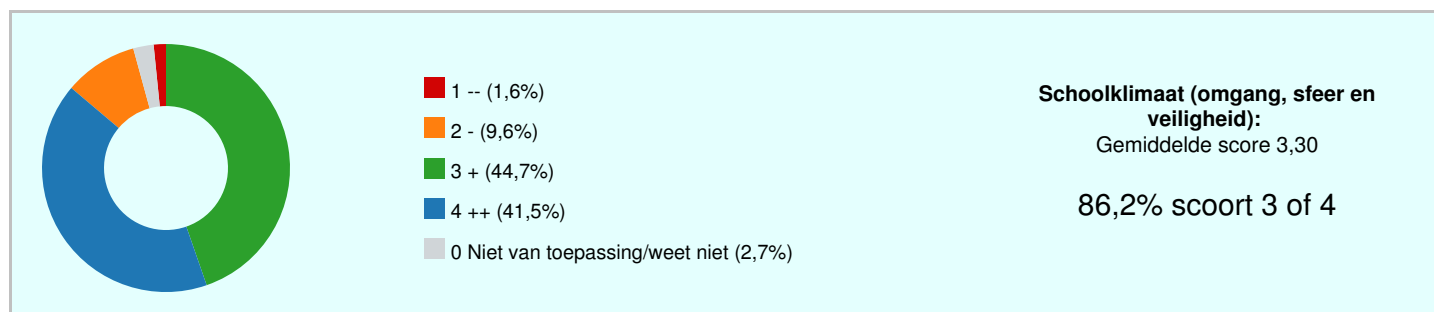 1 -- (1,6%)
2 - (9,6%)
3 + (44,7%)
4 ++ (41,5%)
0 Niet van toepassing/weet niet (2,7%)
Schoolklimaat (omgang, sfeer en
veiligheid):
Gemiddelde score 3,30
86,2% scoort 3 of 4